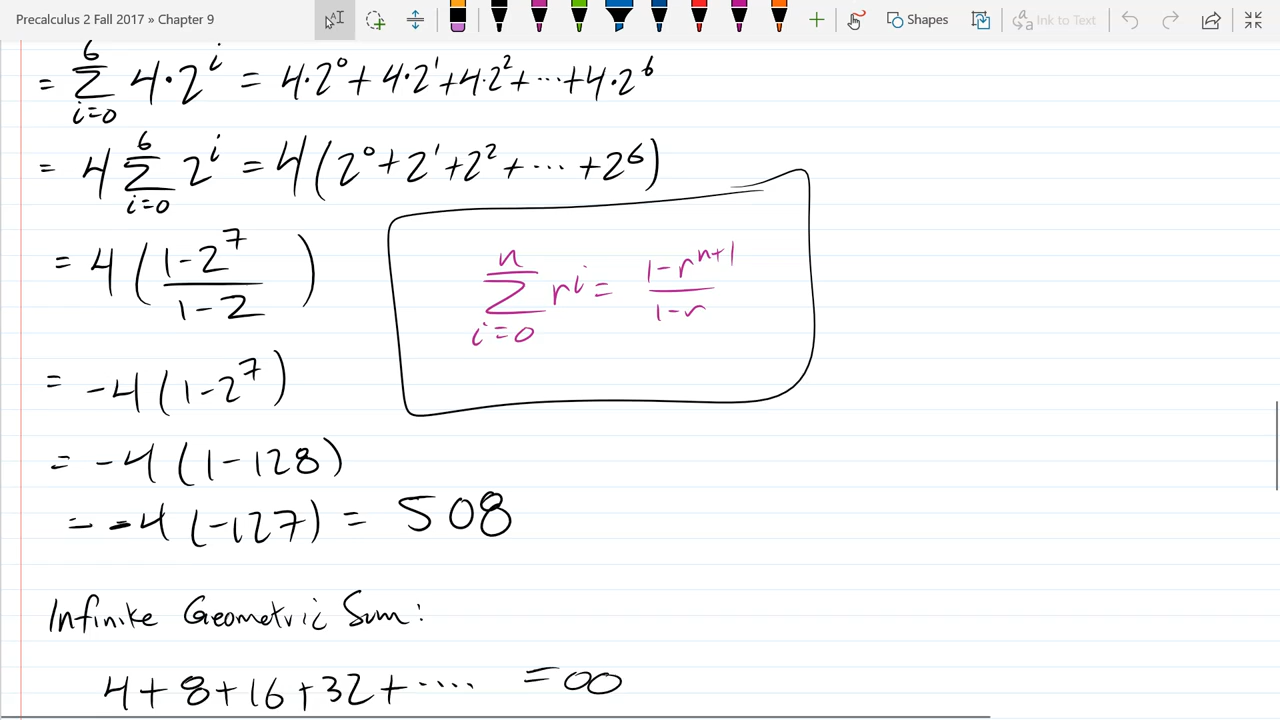 Precalculus 2 Fall 2017 » Chapter 9
Shapes
Ink to Text
= ∑_{i=0}^{6} 4·2^i = 4·2^0 + 4·2^1 + 4·2^2 + ··· + 4·2^6
= 4 ∑_{i=0}^{6} 2^i = 4(2^0 + 2^1 + 2^2 + ··· + 2^6)
= 4 ( (1-2^7)/(1-2) )
∑_{i=0}^{n} r^i = (1-r^{n+1})/(1-r)
= -4(1-2^7)
= -4(1-128)
= -4(-127) = 508
Infinite Geometric Sum:
4+8+16+32+···· = ∞